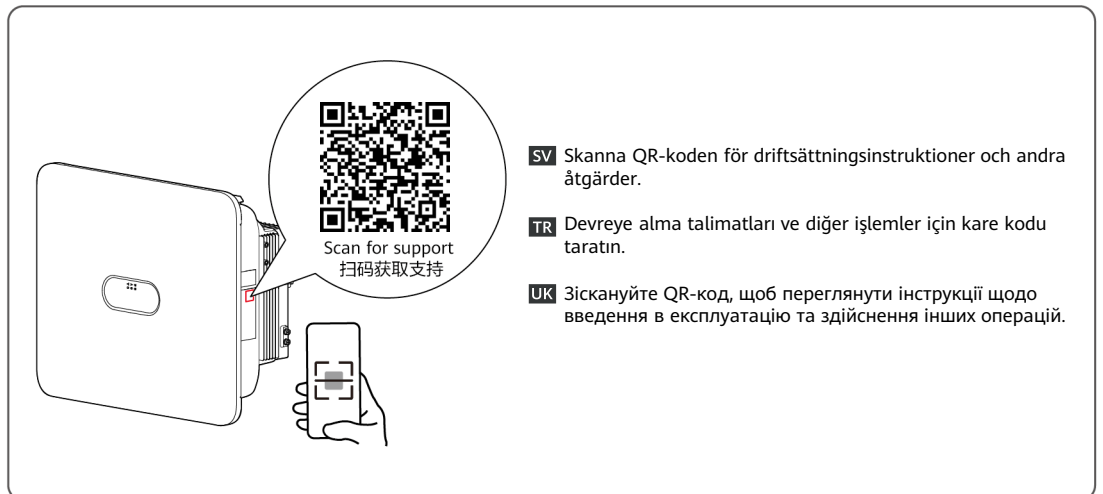 Scan for support
扫码获取支持
SV Skanna QR-koden för driftsättningsinstruktioner och andra
åtgärder.
TR Devreye alma talimatları ve diğer işlemler için kare kodu
taratın.
UK Зіскануйте QR-код, щоб переглянути інструкції щодо
введення в експлуатацію та здійснення інших операцій.